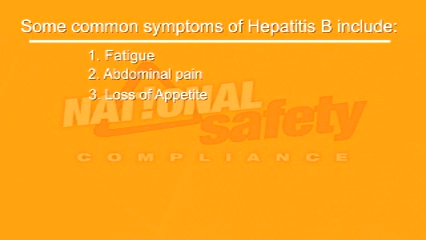 Some common symptoms of Hepatitis B include:
1. Fatigue
2. Abdominal pain
3. Loss of Appetite
NATIONAL
safety
COMPLIANCE